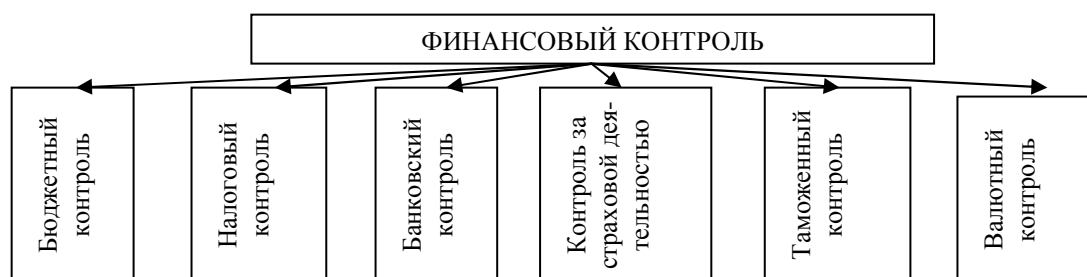 ФИНАНСОВЫЙ КОНТРОЛЬ
Бюджетный
контроль
Налоговый
контроль
Банковский
контроль
Контроль за
страховой дея-
тельностью
Таможенный
контроль
Валютный
контроль